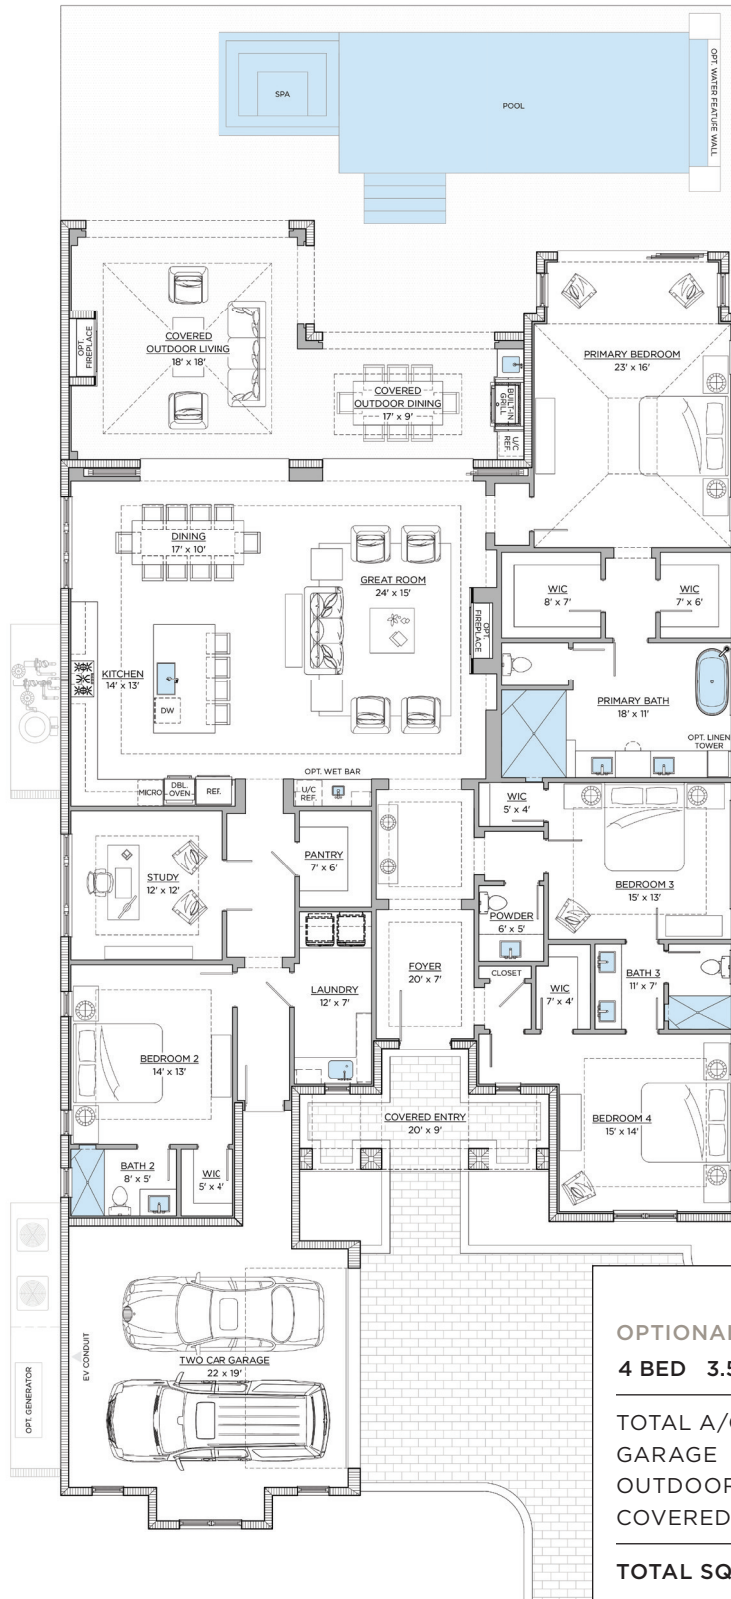 SPA
POOL
OPT. WATER FEATURE WALL
OPT.
FIREPLACE
COVERED
OUTDOOR LIVING
18' x 18'
COVERED
OUTDOOR DINING
17' x 9'
BUILT-IN
GRILL
U/C
REF.
PRIMARY BEDROOM
23' x 16'
DINING
17' x 10'
GREAT ROOM
24' x 15'
OPT.
FIREPLACE
WIC
8' x 7'
WIC
7' x 6'
KITCHEN
14' x 13'
DW
PRIMARY BATH
18' x 11'
OPT. LINEN
TOWER
MICRO
DBL.
OVEN
REF.
OPT. WET BAR
U/C
REF.
WIC
5' x 4'
STUDY
12' x 12'
PANTRY
7' x 6'
BEDROOM 3
15' x 13'
POWDER
6' x 5'
FOYER
20' x 7'
CLOSET
LAUNDRY
12' x 7'
WIC
7' x 4'
BATH 3
11' x 7'
BEDROOM 2
14' x 13'
COVERED ENTRY
20' x 9'
BEDROOM 4
15' x 14'
BATH 2
8' x 5'
WIC
5' x 4'
EV CONDUIT
TWO CAR GARAGE
22 x 19'
OPT. GENERATOR
OPTIONAL
4 BED 3.5
TOTAL A/C
GARAGE
OUTDOOR
COVERED
TOTAL SQ